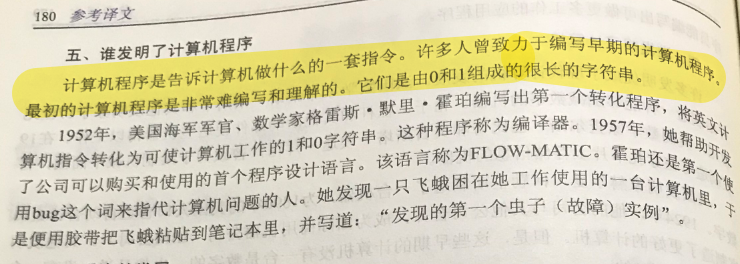 180 参考译文
五、谁发明了计算机程序
计算机程序是告诉计算机做什么的一套指令。许多人曾致力于编写早期的计算机程序。
最初的计算机程序是非常难编写和理解的。它们是由0和1组成的很长的字符串。
1952年，美国海军军官、数学家格雷斯·默里·霍珀编写出第一个转化程序，将英文计
算机指令转化为可使计算机工作的1和0字符串。这种程序称为编译器。1957年，她帮助开发
了公司可以购买和使用的首个程序设计语言。该语言称为FLOW-MATIC。霍珀还是第一个使
用bug这个词来指代计算机问题的人。她发现一只飞蛾困在她工作使用的一台计算机里，于
是便用胶带把飞蛾粘贴到笔记本里，并写道：“发现的第一个虫子（故障）实例”。